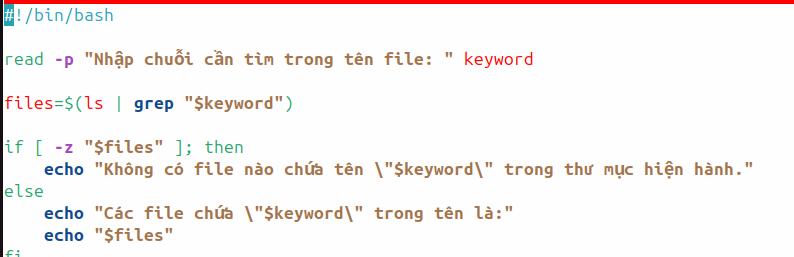 #!/bin/bash
read -p "Nhập chuỗi cần tìm trong tên file: " keyword
files=$(ls | grep "$keyword")
if [ -z "$files" ]; then
    echo "Không có file nào chứa tên \"$keyword\" trong thư mục hiện hành."
else
    echo "Các file chứa \"$keyword\" trong tên là:"
    echo "$files"
fi